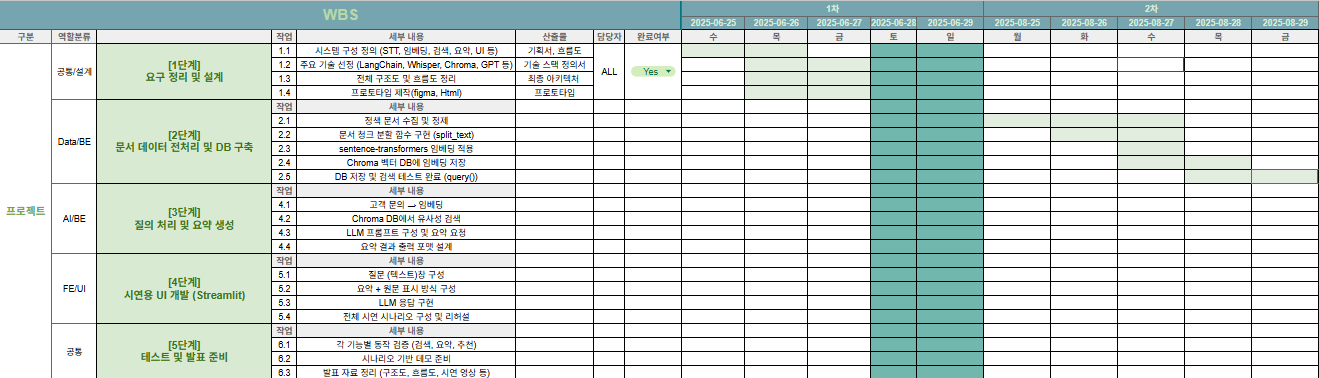 WBS 1차 2차
2025-06-25 2025-06-26 2025-06-27 2025-06-28 2025-06-29 2025-08-25 2025-08-26 2025-08-27 2025-08-28 2025-08-29
구분 역할분류 작업 세부 내용 산출물 담당자 완료여부 수 목 금 토 일 월 화 수 목 금
프로젝트
공통/설계
[1단계]
요구 정리 및 설계
1.1 시스템 구성 정의 (STT, 임베딩, 검색, 요약, UI 등) 기획서, 흐름도
1.2 주요 기술 선정 (LangChain, Whisper, Chroma, GPT 등) 기술 스택 정의서
1.3 전체 구조도 및 흐름도 정리 최종 아키텍처
1.4 프로토타입 제작(figma, Html) 프로토타입
ALL Yes
Data/BE
[2단계]
문서 데이터 전처리 및 DB 구축
작업 세부 내용
2.1 정색 문서 수집 및 정제
2.2 문서 청크 분할 함수 구현 (split_text)
2.3 sentence-transformers 임베딩 적용
2.4 Chroma 벡터 DB에 임베딩 저장
2.5 DB 저장 및 검색 테스트 완료 (query())
AI/BE
[3단계]
질의 처리 및 요약 생성
작업 세부 내용
4.1 고객 문의 → 임베딩
4.2 Chroma DB에서 유사성 검색
4.3 LLM 프롬프트 구성 및 요약 요청
4.4 요약 결과 출력 포맷 설계
FE/UI
[4단계]
시연용 UI 개발 (Streamlit)
작업 세부 내용
5.1 질문 (텍스트)창 구성
5.2 요약 + 원문 표시 방식 구성
5.3 LLM 응답 구현
5.4 전체 시연 시나리오 구성 및 리허설
공통
[5단계]
테스트 및 발표 준비
작업 세부 내용
6.1 각 기능별 동작 검증 (검색, 요약, 추천)
6.2 시나리오 기반 데모 준비
6.3 발표 자료 정리 (구조도, 흐름도, 시연 영상 등)